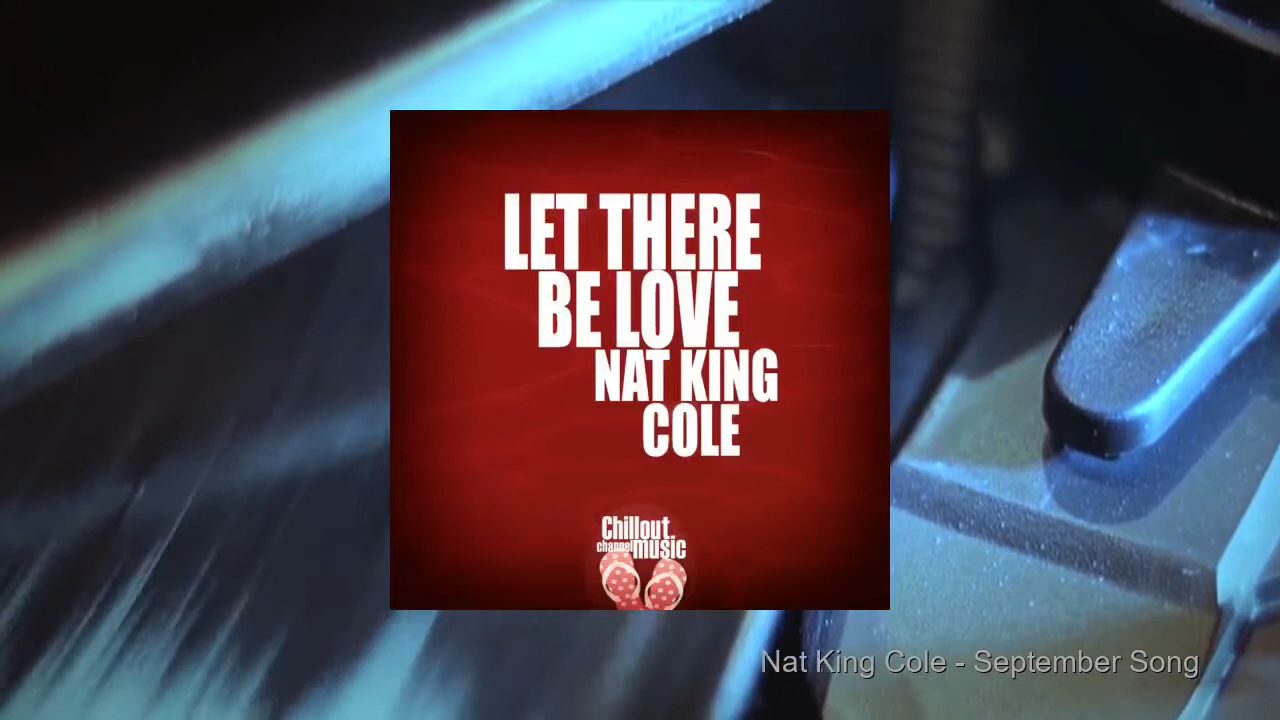 LET THERE
BE LOVE
NAT KING
COLE
Chillout
channel music
Nat King Cole - September Song